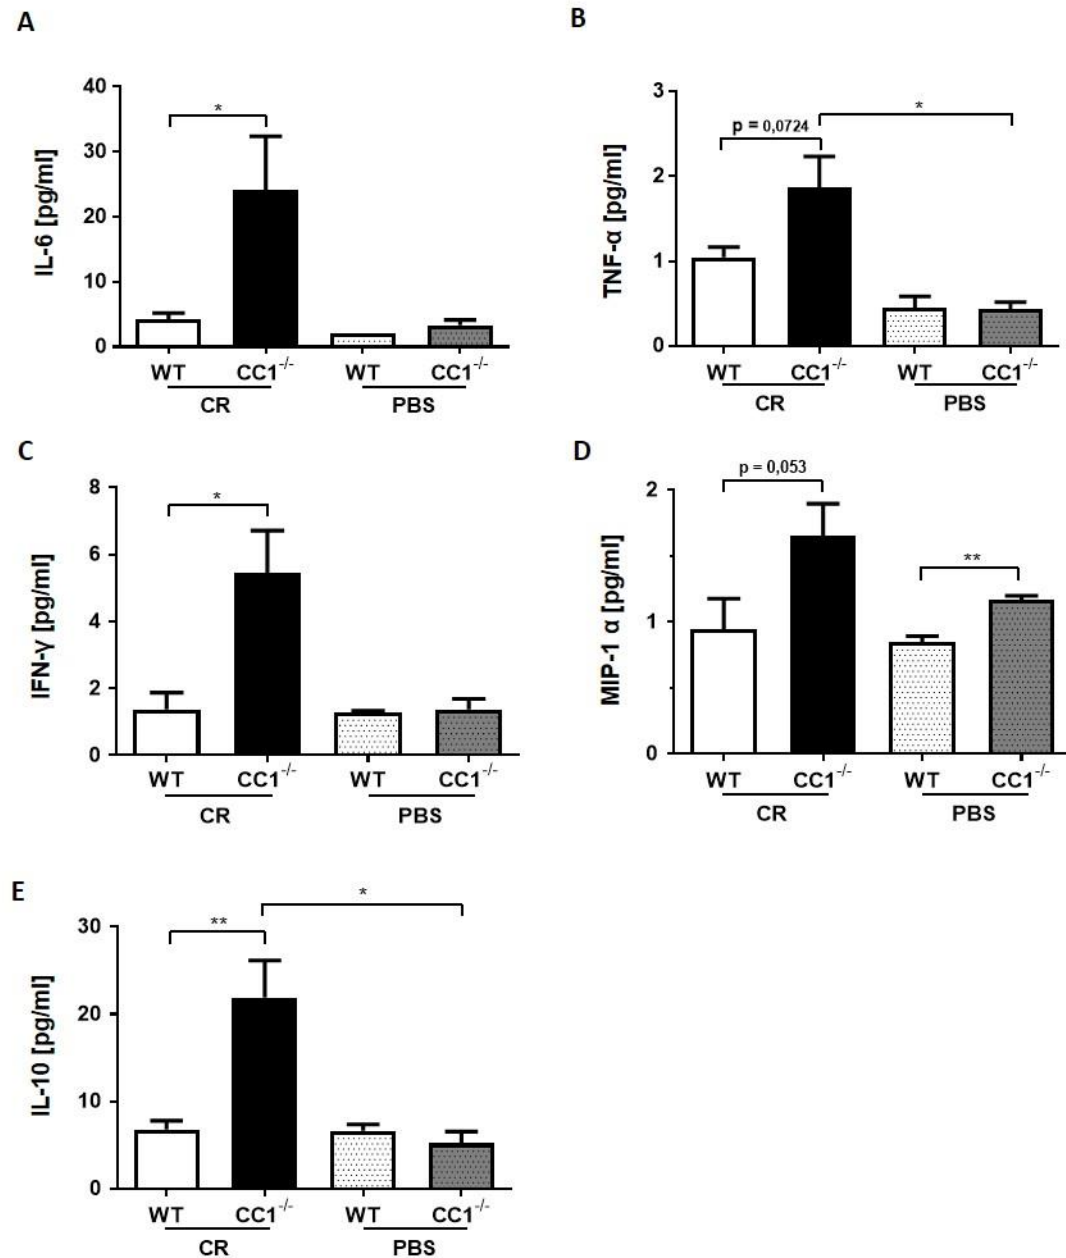 A
IL-6 [pg/ml]
40
30
20
10
0
*
WT CC1-/- WT CC1-/-
CR PBS
B
TNF-α [pg/ml]
3
2
1
0
p = 0,0724
*
WT CC1-/- WT CC1-/-
CR PBS
C
IFN-γ [pg/ml]
8
6
4
2
0
*
WT CC1-/- WT CC1-/-
CR PBS
D
MIP-1 α [pg/ml]
2
1
0
p = 0,053
**
WT CC1-/- WT CC1-/-
CR PBS
E
IL-10 [pg/ml]
30
20
10
0
**
*
WT CC1-/- WT CC1-/-
CR PBS